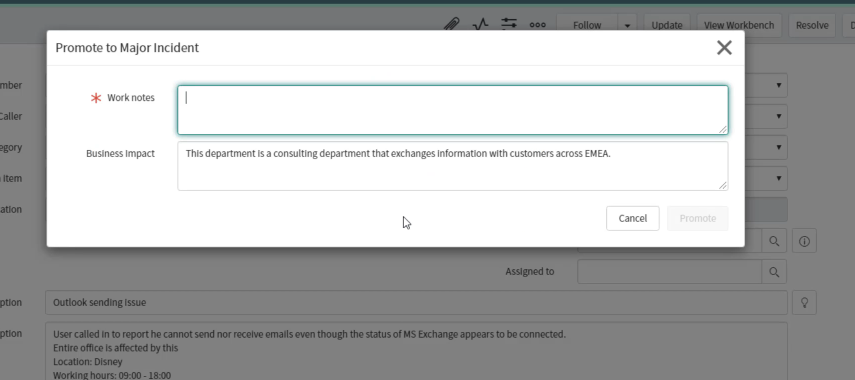 Follow Update View Workbench Resolve D
Promote to Major Incident
mber
Work notes
Caller
egory
Business Impact This department is a consulting department that exchanges information with customers across EMEA.
item
ation
Cancel Promote
Assigned to
ption Outlook sending issue
ption User called in to report he cannot send nor receive emails even though the status of MS Exchange appears to be connected.
Entire office is affected by this
Location: Disney
Working hours: 09:00 - 18:00